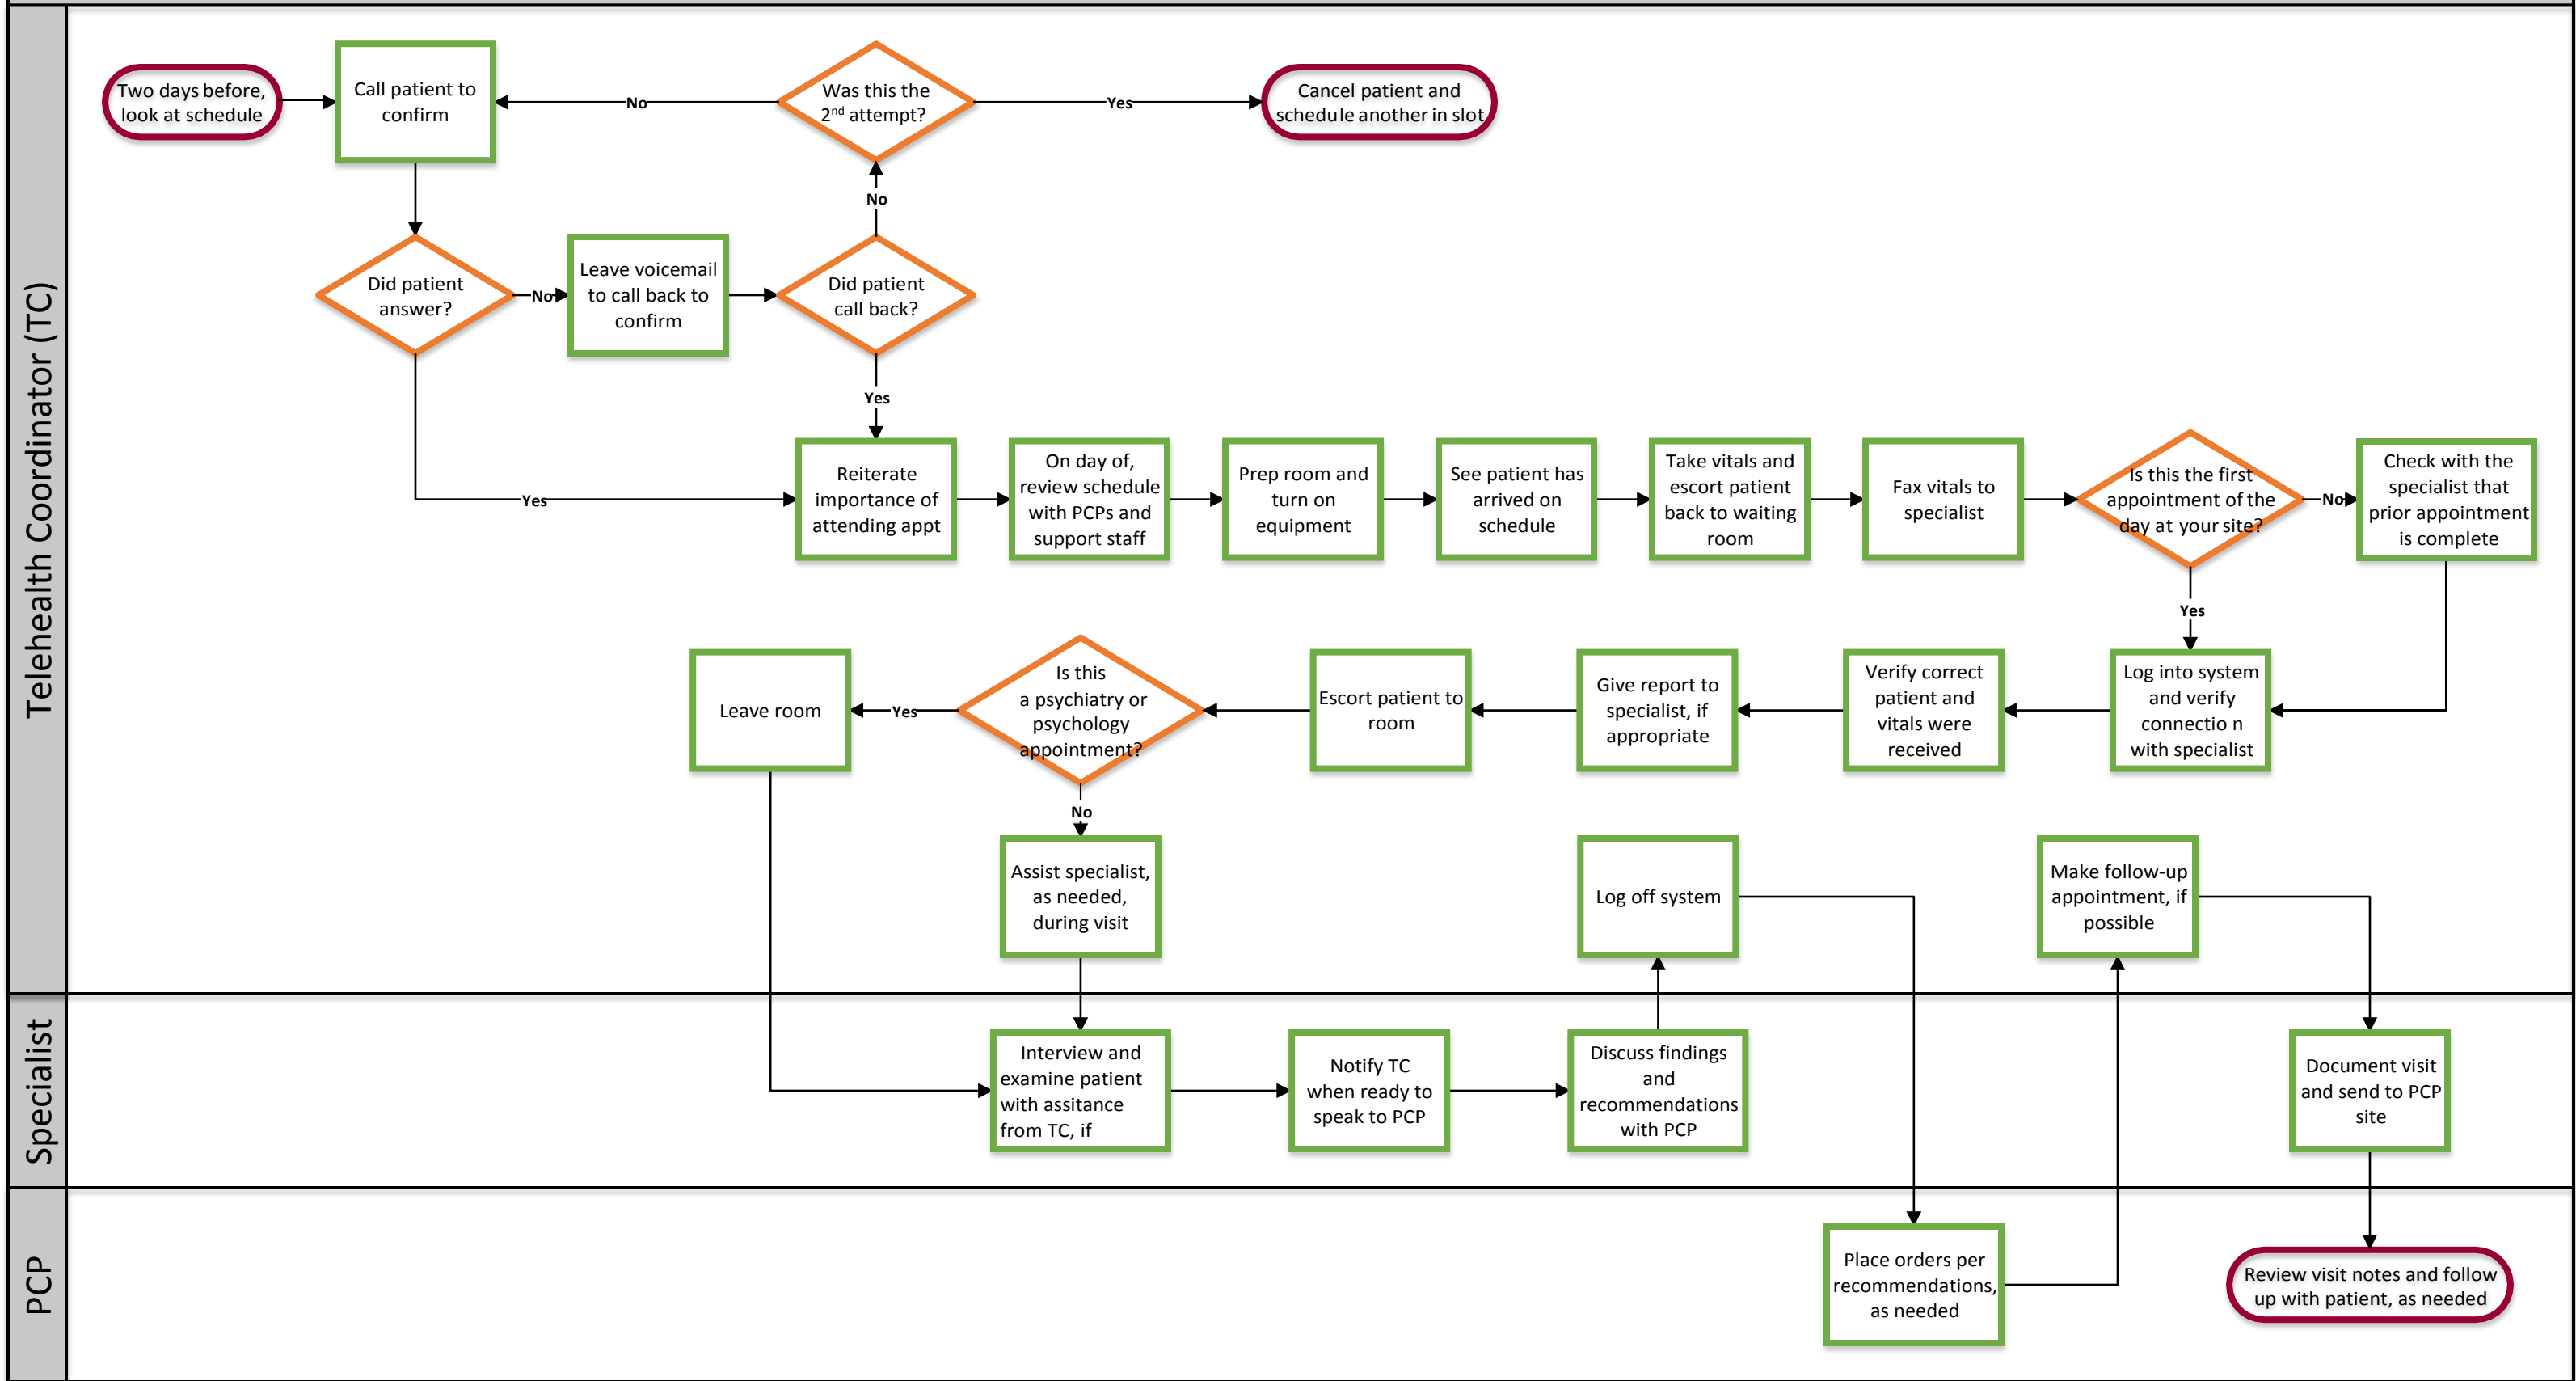 Telehealth Coordinator (TC)
Two days before,
look at schedule
Call patient to
confirm
No
Was this the
2nd attempt?
Yes
Cancel patient and
schedule another in slot
No
Did patient
answer?
No
Leave voicemail
to call back to
confirm
Did patient
call back?
Yes
Yes
Reiterate
importance of
attending appt
On day of,
review schedule
with PCPs and
support staff
Prep room and
turn on
equipment
See patient has
arrived on
schedule
Take vitals and
escort patient
back to waiting
room
Fax vitals to
specialist
Is this the first
appointment of the
day at your site?
No
Check with the
specialist that
prior appointment
is complete
Yes
Leave room
Yes
Is this
a psychiatry or
psychology
appointment?
Escort patient to
room
Give report to
specialist, if
appropriate
Verify correct
patient and
vitals were
received
Log into system
and verify
connectio n
with specialist
No
Assist specialist,
as needed,
during visit
Log off system
Make follow-up
appointment, if
possible
Specialist
Interview and
examine patient
with assitance
from TC, if
Notify TC
when ready to
speak to PCP
Discuss findings
and
recommendations
with PCP
Document visit
and send to PCP
site
PCP
Place orders per
recommendations,
as needed
Review visit notes and follow
up with patient, as needed